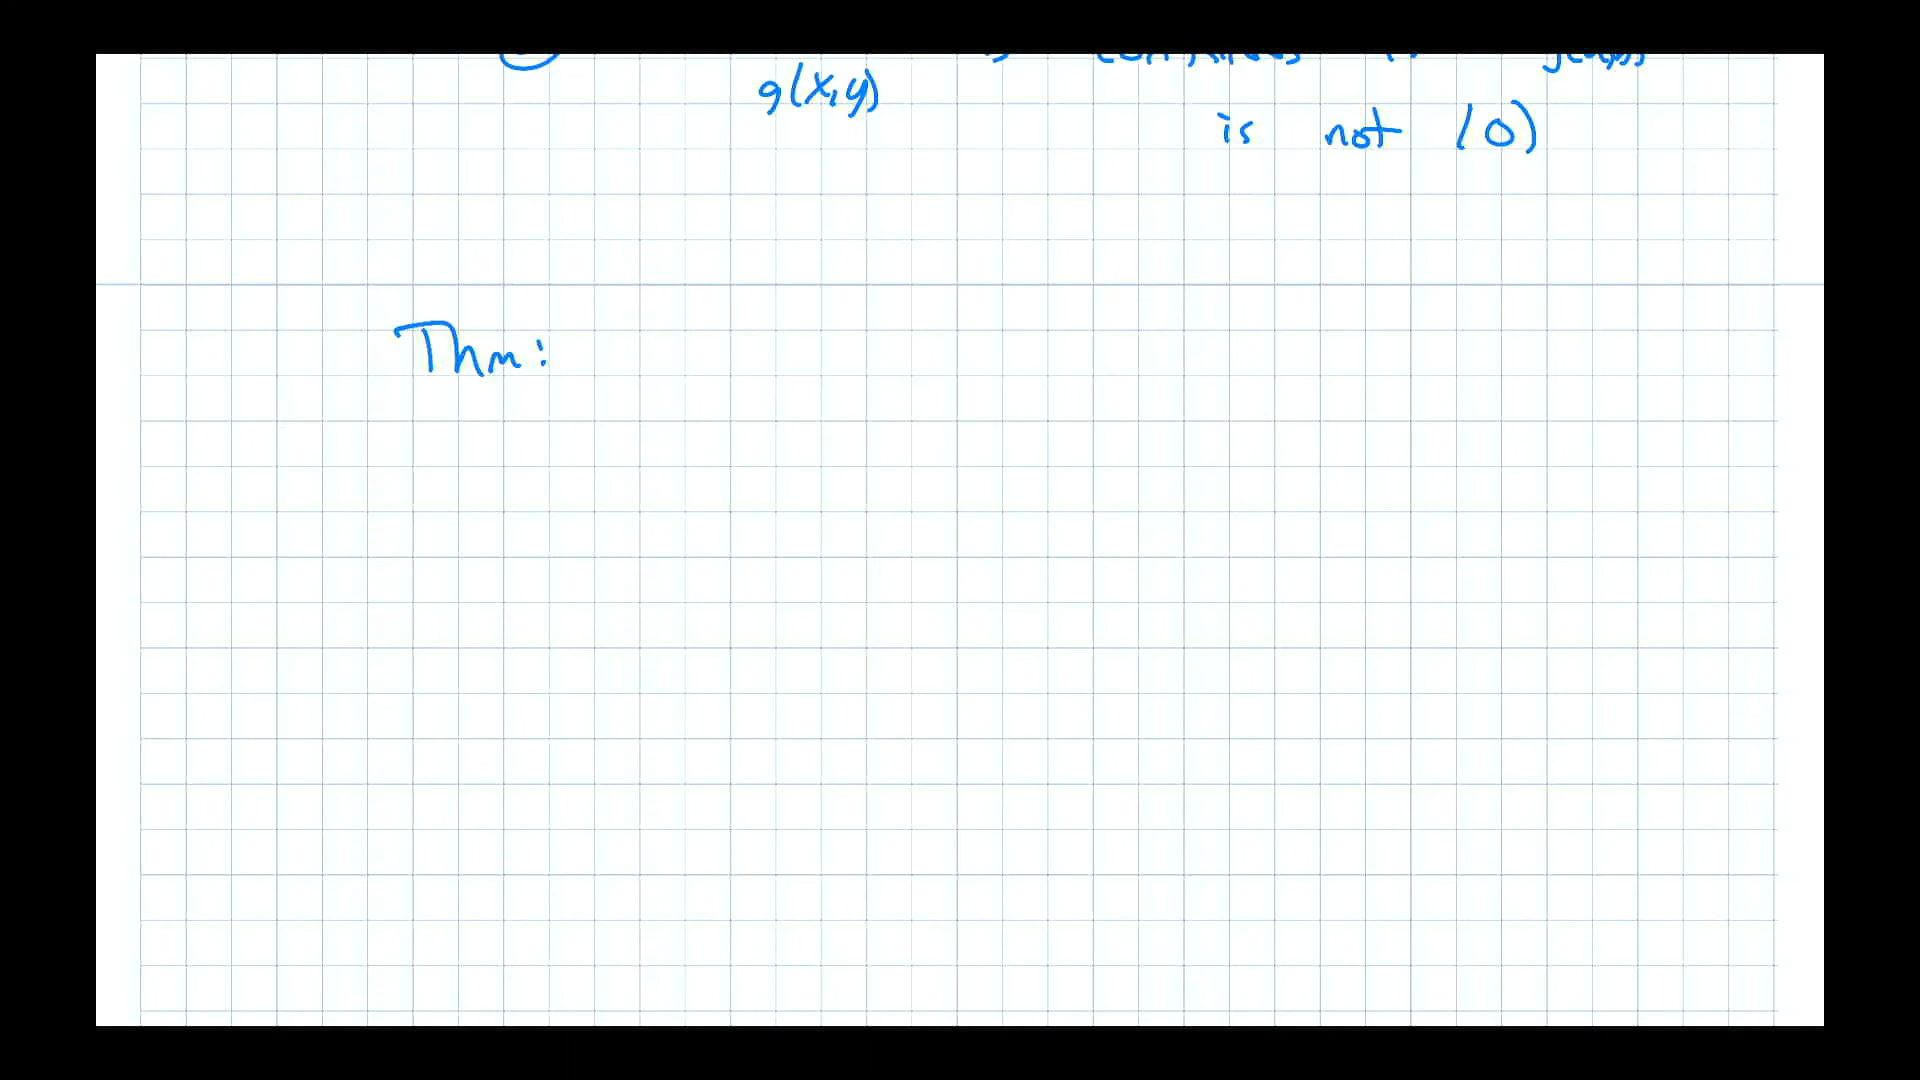 g(x,y)
is not (0)
Thm: